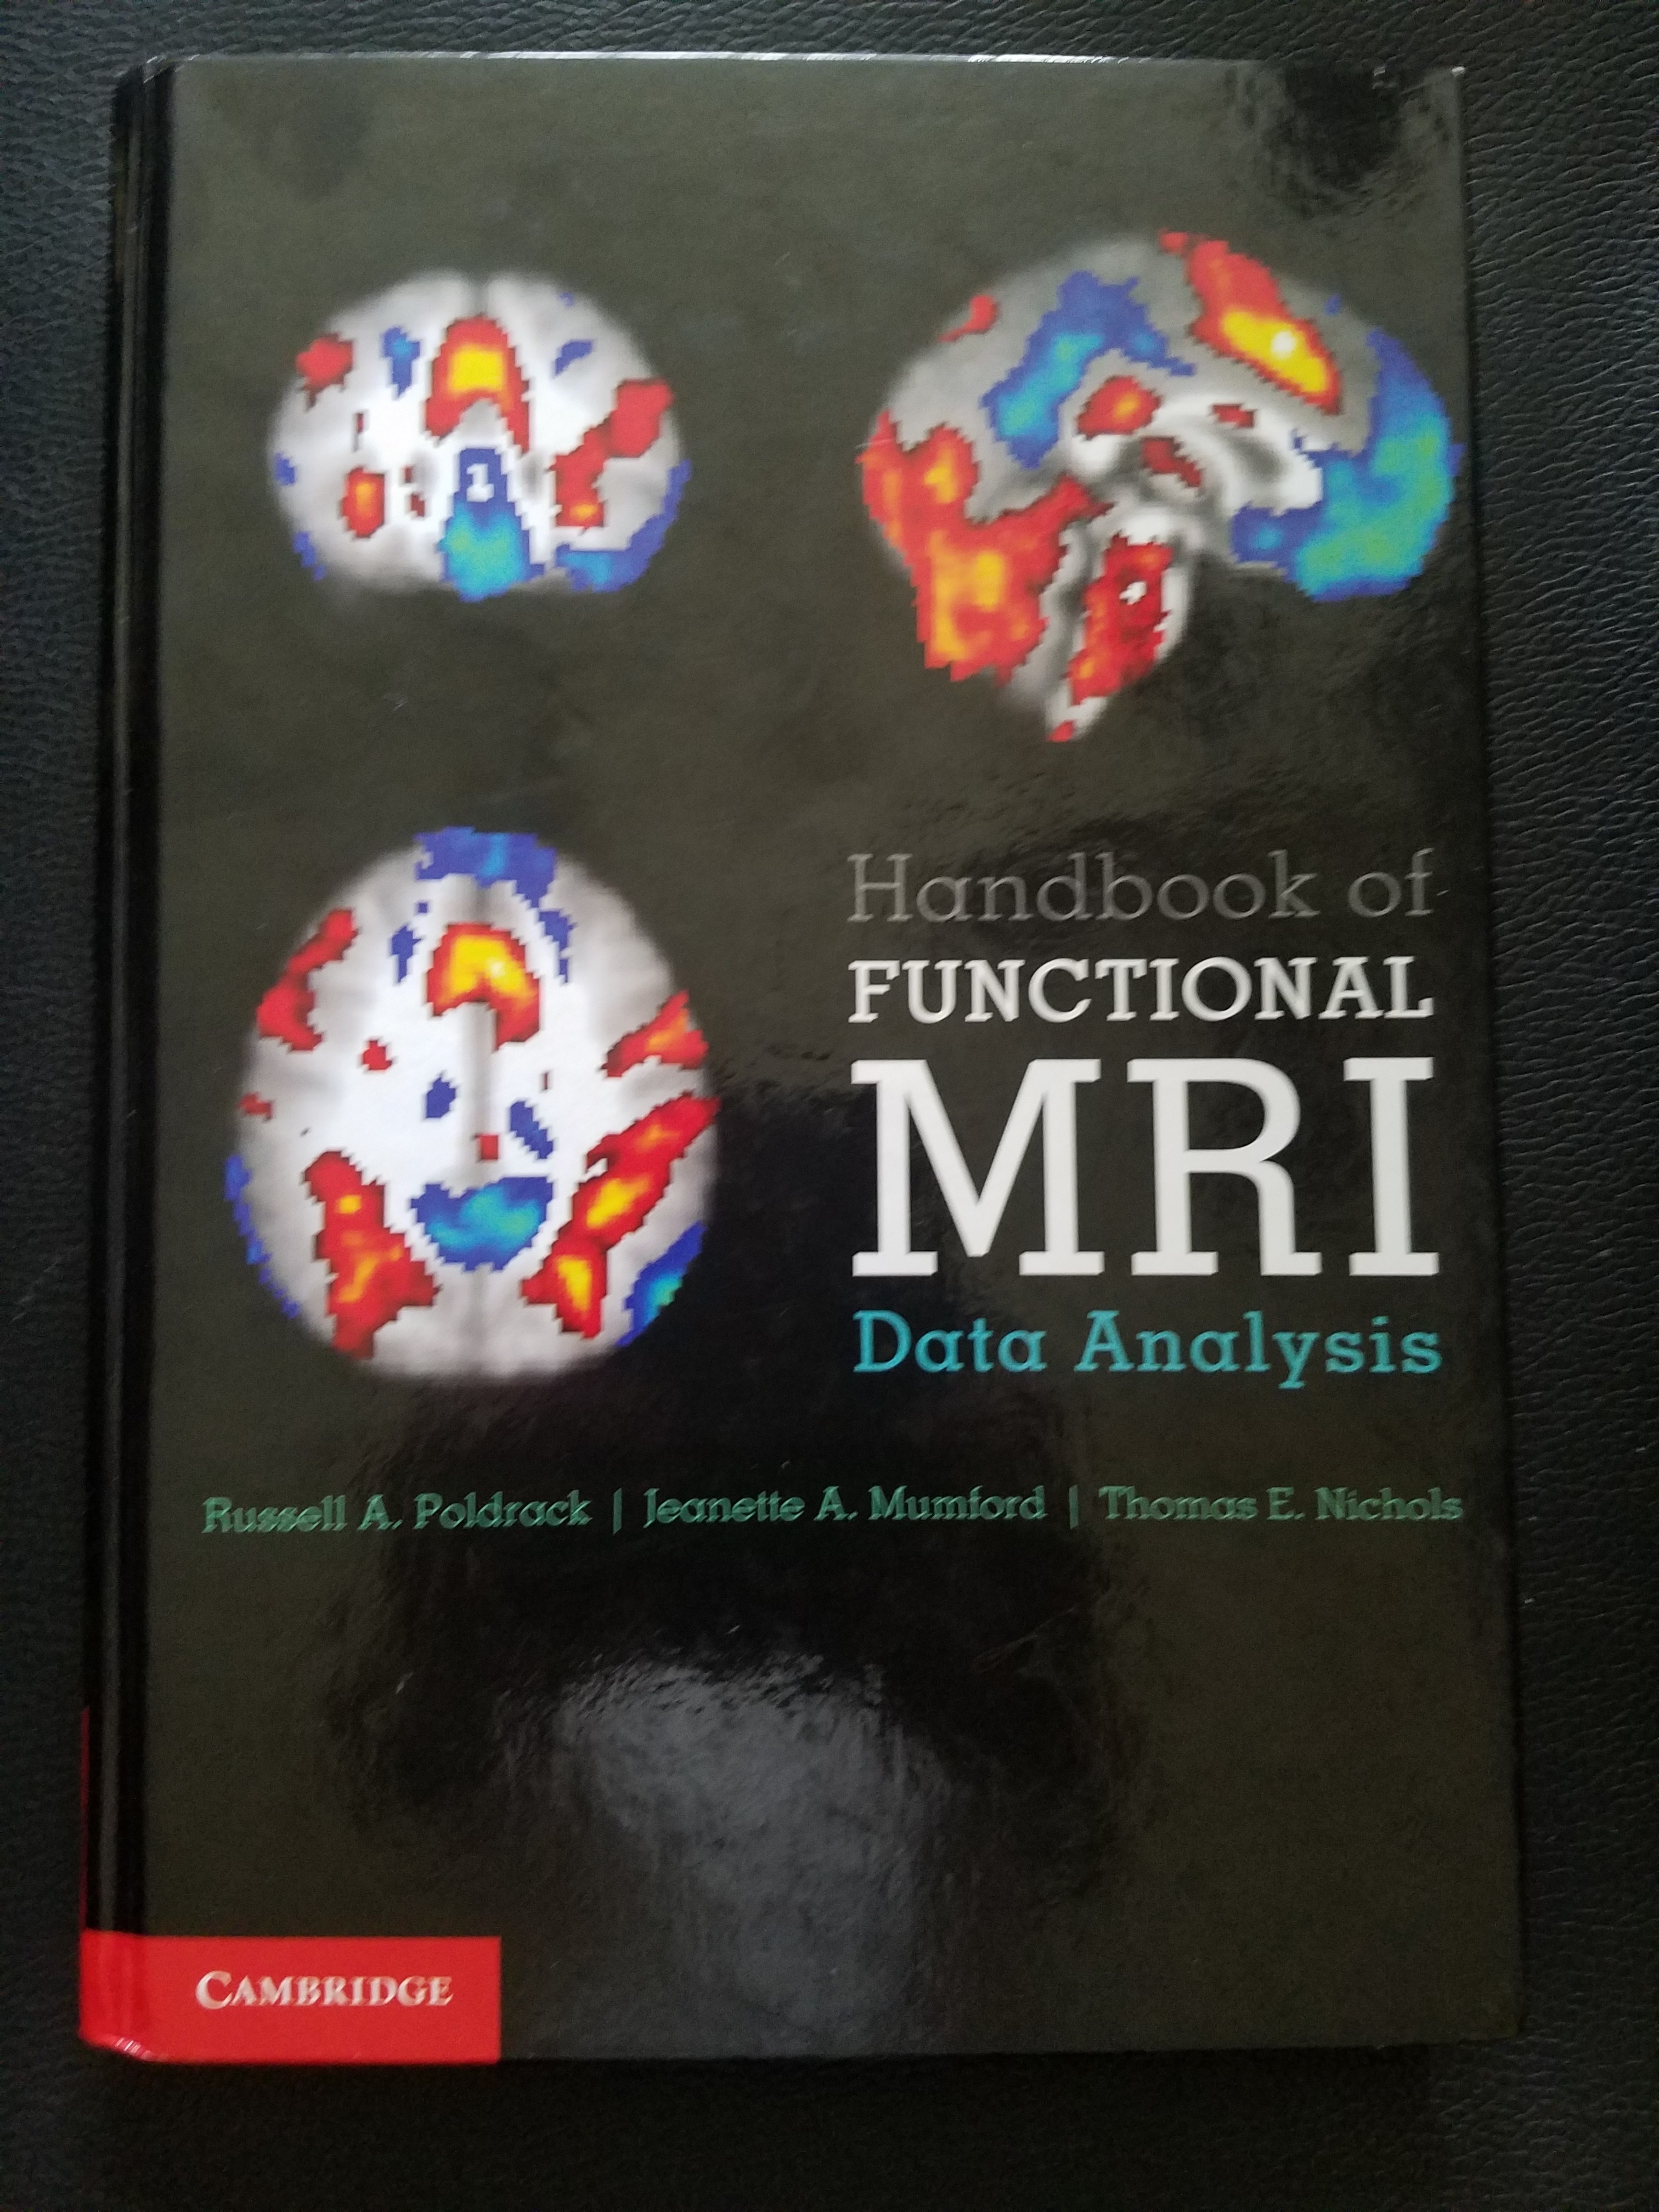 Handbook of
FUNCTIONAL
MRI
Data Analysis
Russell A. Poldrack | Jeanette A. Mumford | Thomas E. Nichols
CAMBRIDGE